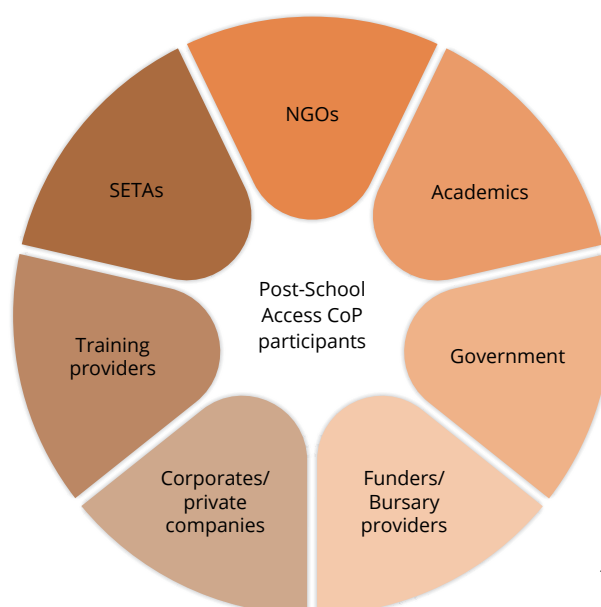 NGOs
Academics
Government
Funders/
Bursary
providers
Corporates/
private
companies
Training
providers
SETAs
Post-School
Access CoP
participants